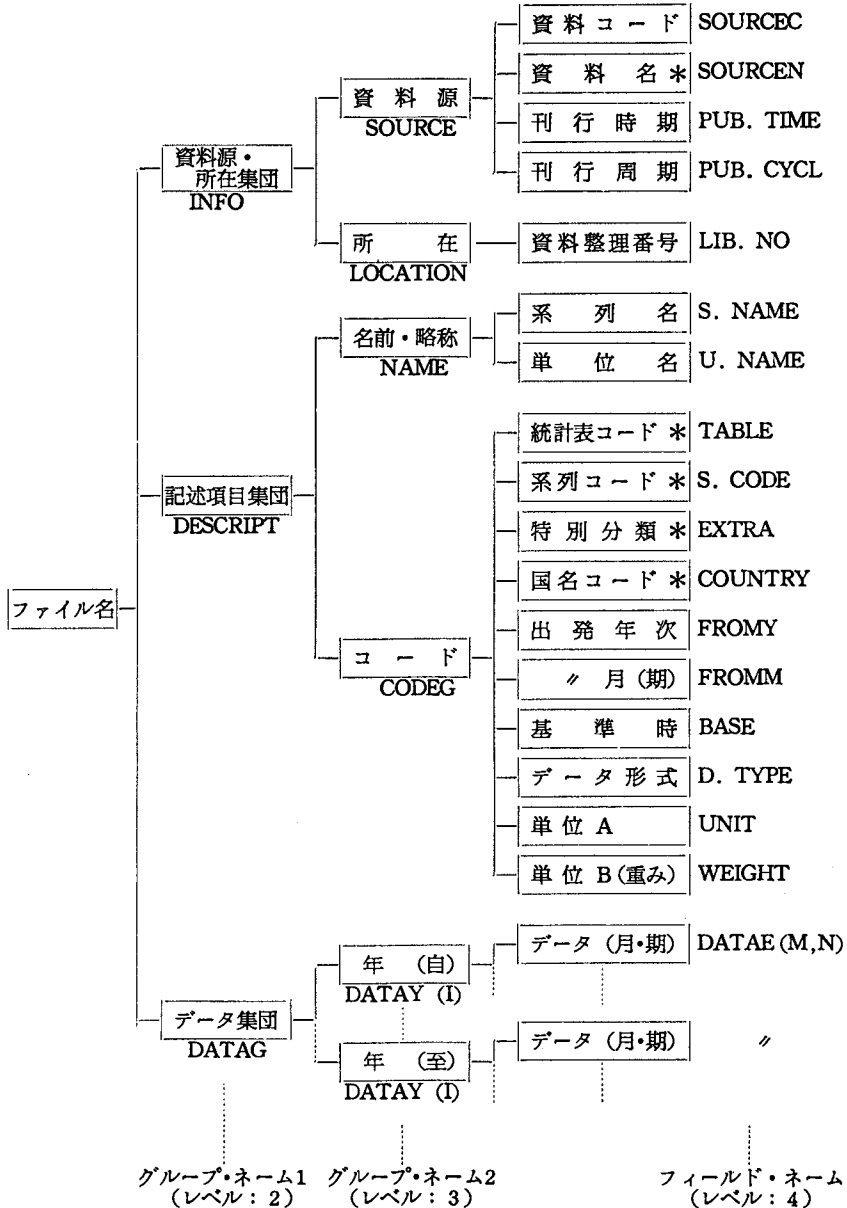 資料コード SOURCEC
資料名* SOURCEN
資料源
SOURCE
刊行時期 PUB. TIME
資料源・
所在集団
INFO
刊行周期 PUB. CYCL
所在
LOCATION
資料整理番号 LIB. NO
系列名 S. NAME
名前・略称
NAME
単位名 U. NAME
統計表コード* TABLE
系列コード* S. CODE
記述項目集団
DESCRIPT
特別分類* EXTRA
国名コード* COUNTRY
ファイル名
出発年次 FROMY
コード
CODEG
〃 月(期) FROMM
基準時 BASE
データ形式 D. TYPE
単位A UNIT
単位B(重み) WEIGHT
データ(月・期) DATAE(M,N)
年(自)
DATAY (I)
データ集団
DATAG
データ(月・期) 〃
年(至)
DATAY (I)
グループ・ネーム1 グループ・ネーム2 フィールド・ネーム
(レベル:2) (レベル:3) (レベル:4)